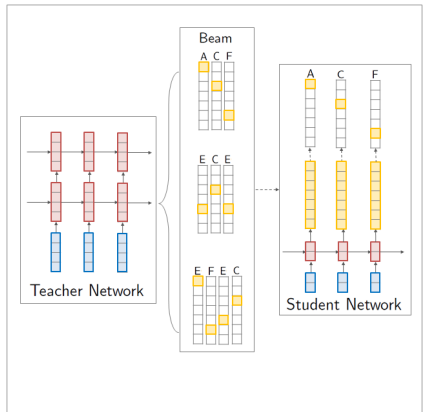 Beam
A C F
E C E
E F E C
Teacher Network
A C F
Student Network